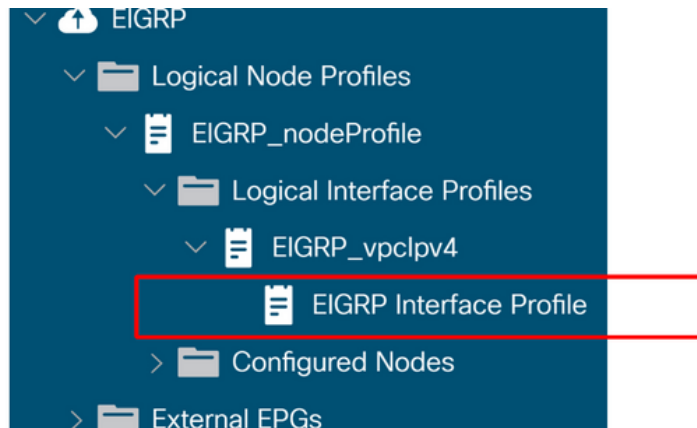 EIGRP
Logical Node Profiles
EIGRP_nodeProfile
Logical Interface Profiles
EIGRP_vpcIpv4
EIGRP Interface Profile
Configured Nodes
External EPGs